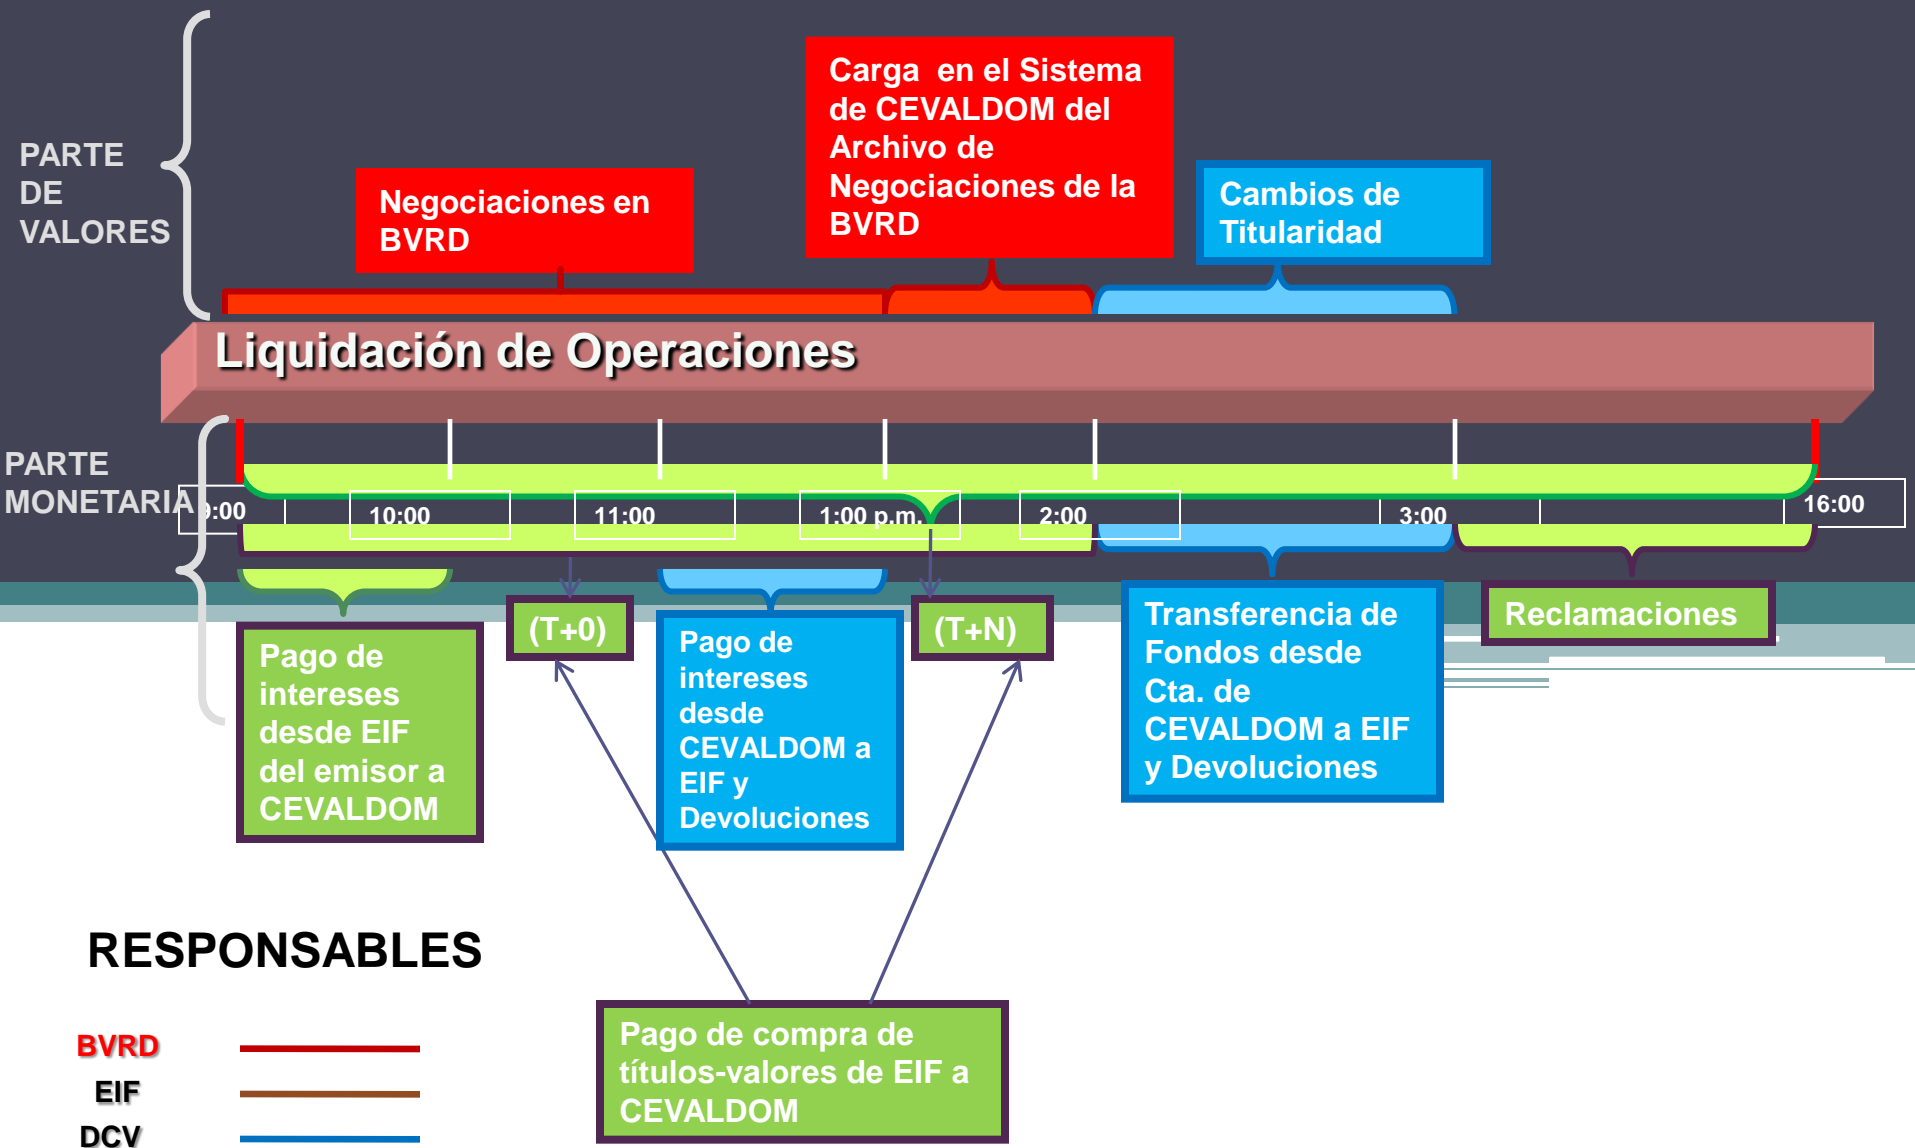 PARTE
DE
VALORES
Negociaciones en
BVRD
Carga en el Sistema
de CEVALDOM del
Archivo de
Negociaciones de la
BVRD
Cambios de
Titularidad
Liquidación de Operaciones
PARTE
MONETARIA
9:00
10:00
11:00
1:00 p.m.
2:00
3:00
16:00
Pago de
intereses
desde EIF
del emisor a
CEVALDOM
(T+0)
Pago de
intereses
desde
CEVALDOM a
EIF y
Devoluciones
(T+N)
Transferencia de
Fondos desde
Cta. de
CEVALDOM a EIF
y Devoluciones
Reclamaciones
RESPONSABLES
BVRD
EIF
DCV
Pago de compra de
títulos-valores de EIF a
CEVALDOM